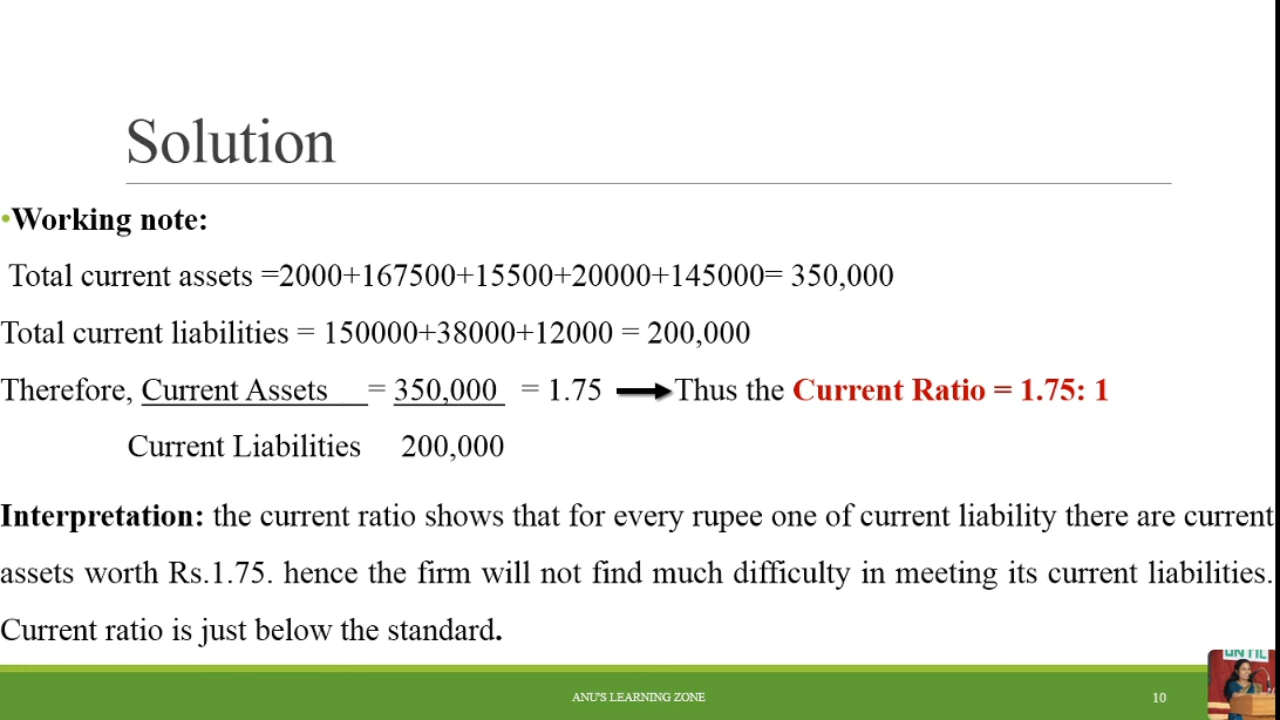 Solution
•Working note:
Total current assets =2000+167500+15500+20000+145000= 350,000
Total current liabilities = 150000+38000+12000 = 200,000
Therefore, Current Assets = 350,000 = 1.75 Thus the Current Ratio = 1.75: 1
Current Liabilities 200,000
Interpretation: the current ratio shows that for every rupee one of current liability there are current
assets worth Rs.1.75. hence the firm will not find much difficulty in meeting its current liabilities.
Current ratio is just below the standard.
ANU'S LEARNING ZONE
10